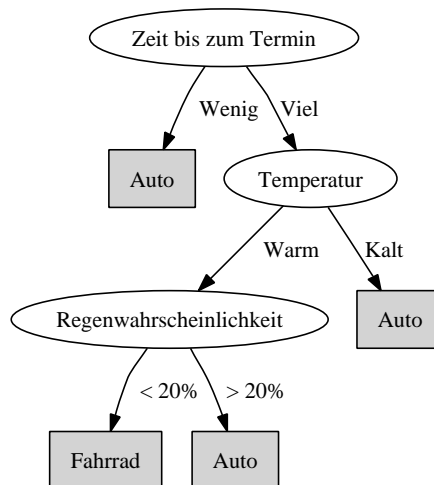 Zeit bis zum Termin
Wenig
Viel
Auto
Temperatur
Warm
Kalt
Regenwahrscheinlichkeit
Auto
< 20%
> 20%
Fahrrad
Auto